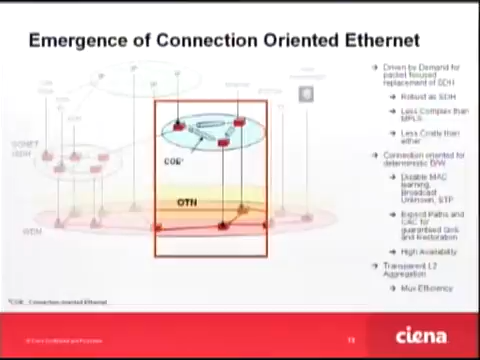 Emergence of Connection Oriented Ethernet
Driven by Demand for
packet focused
replacement of SDH
Robust as SDH
Less Complex than
MPLS
Less Costly than
either
Connection oriented for
deterministic B/W
Disable MAC
learning,
Broadcast
Unknown, STP
Explicit Paths and
CAC for
guaranteed QoS
and Restoration
High Availability
Transparent L2
Aggregation
Mux Efficiency
COE*
OTN
SONET
WDM
*COE: Connection oriented Ethernet
13
ciena